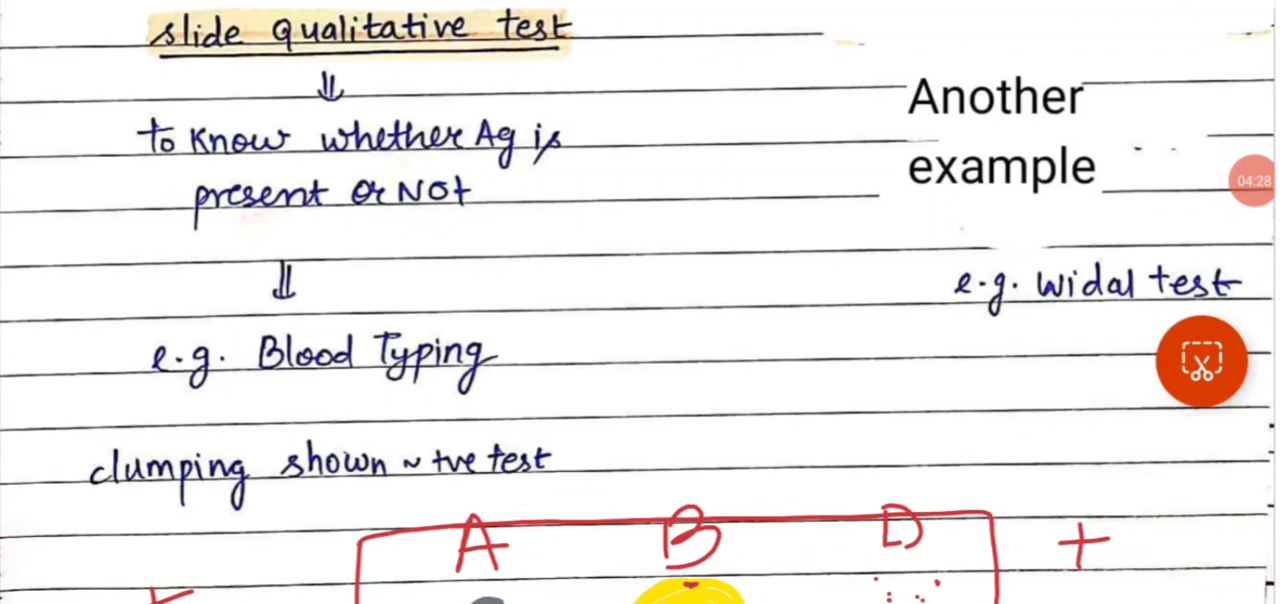 slide qualitative test
⇓
to know whether Ag is
present or Not
⇓
e.g. Blood Typing
clumping shown ~ +ve test
Another
example
04:28
e.g. widal test
A B D +
+